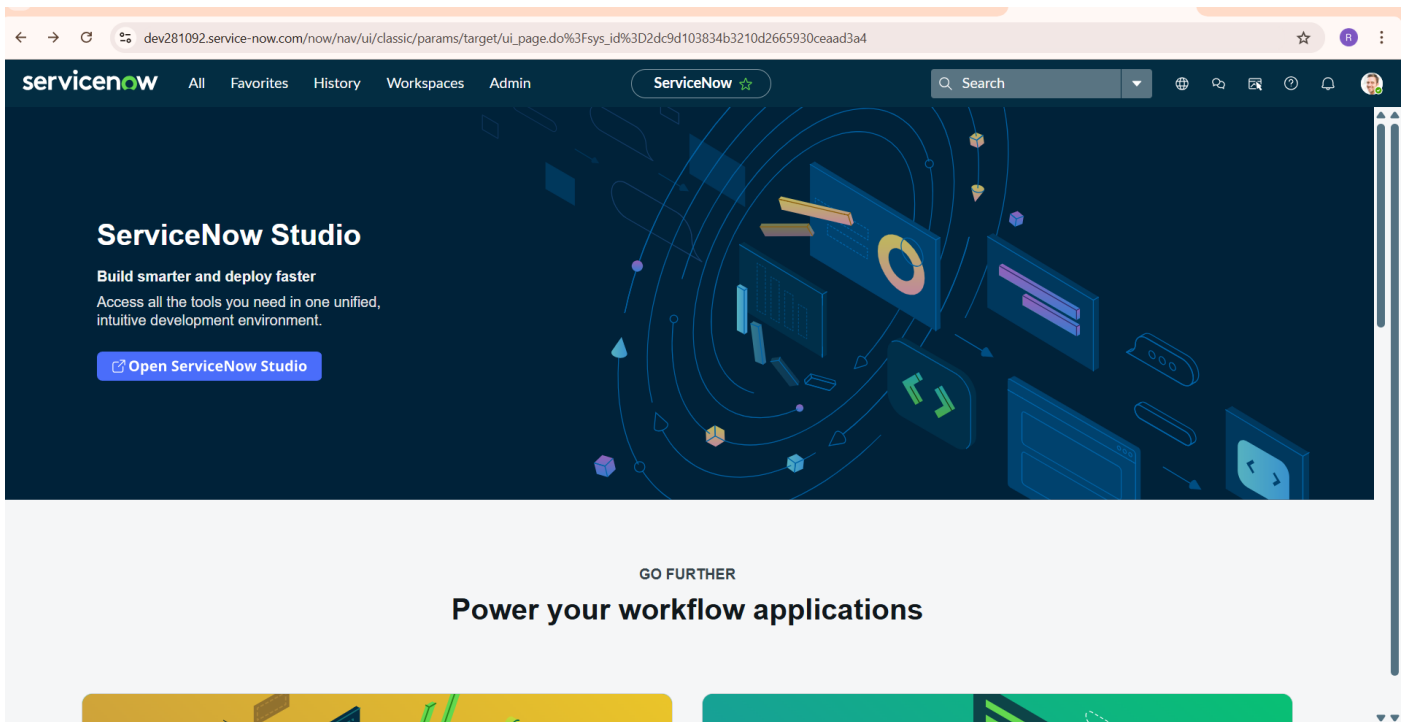 dev281092.service-now.com/now/nav/ui/classic/params/target/ui_page.do%3Fsys_id%3D2dc9d103834b3210d2665930ceaad3a4
R
servicenow All Favorites History Workspaces Admin ServiceNow Search
ServiceNow Studio
Build smarter and deploy faster
Access all the tools you need in one unified,
intuitive development environment.
Open ServiceNow Studio
GO FURTHER
Power your workflow applications